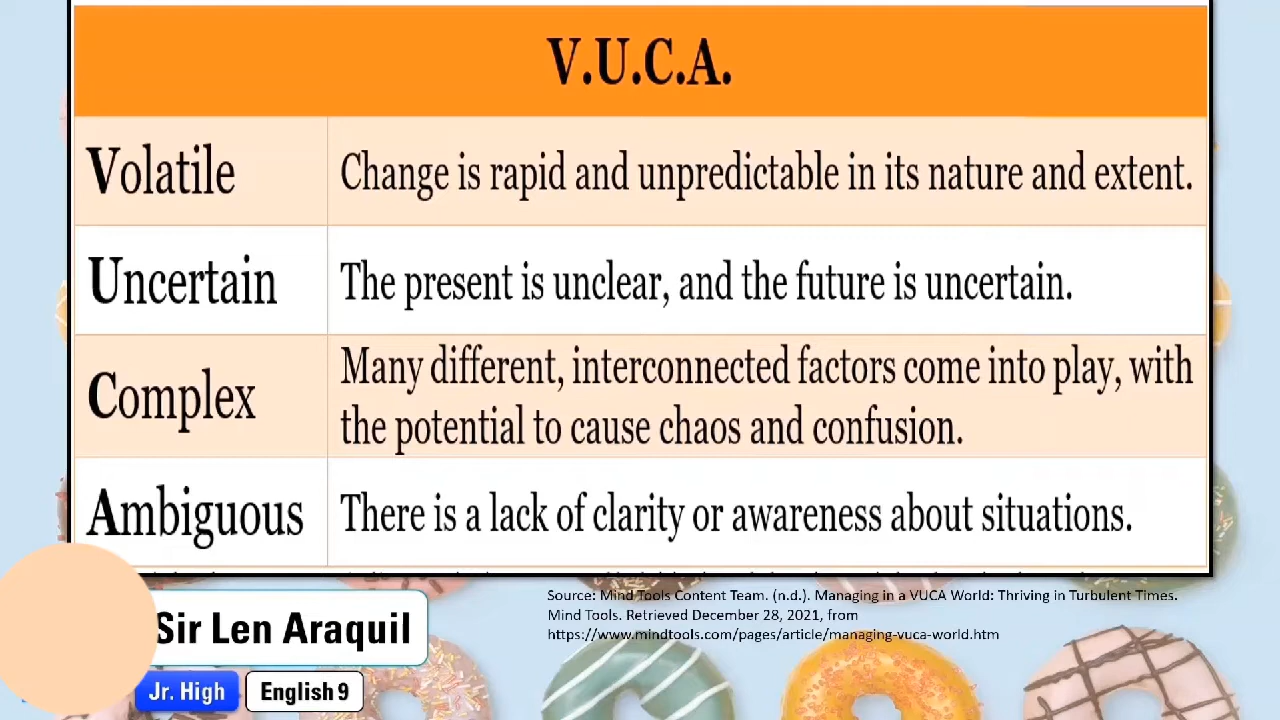 V.U.C.A.
Volatile
Change is rapid and unpredictable in its nature and extent.
Uncertain
The present is unclear, and the future is uncertain.
Complex
Many different, interconnected factors come into play, with
the potential to cause chaos and confusion.
Ambiguous
There is a lack of clarity or awareness about situations.
Source: Mind Tools Content Team. (n.d.). Managing in a VUCA World: Thriving in Turbulent Times.
Mind Tools. Retrieved December 28, 2021, from
https://www.mindtools.com/pages/article/managing-vuca-world.htm
Sir Len Araquil
Jr. High
English 9